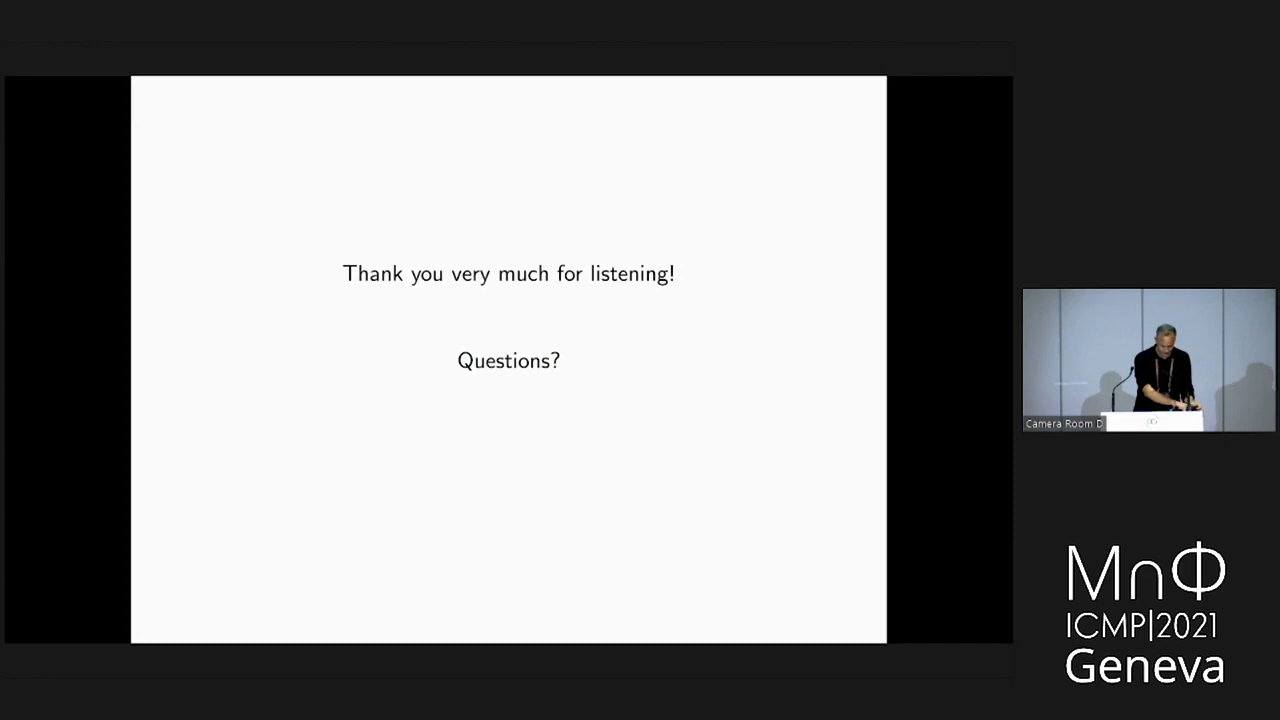 Thank you very much for listening!
Questions?
Camera Room D
M∩Φ
ICMP|2021
Geneva